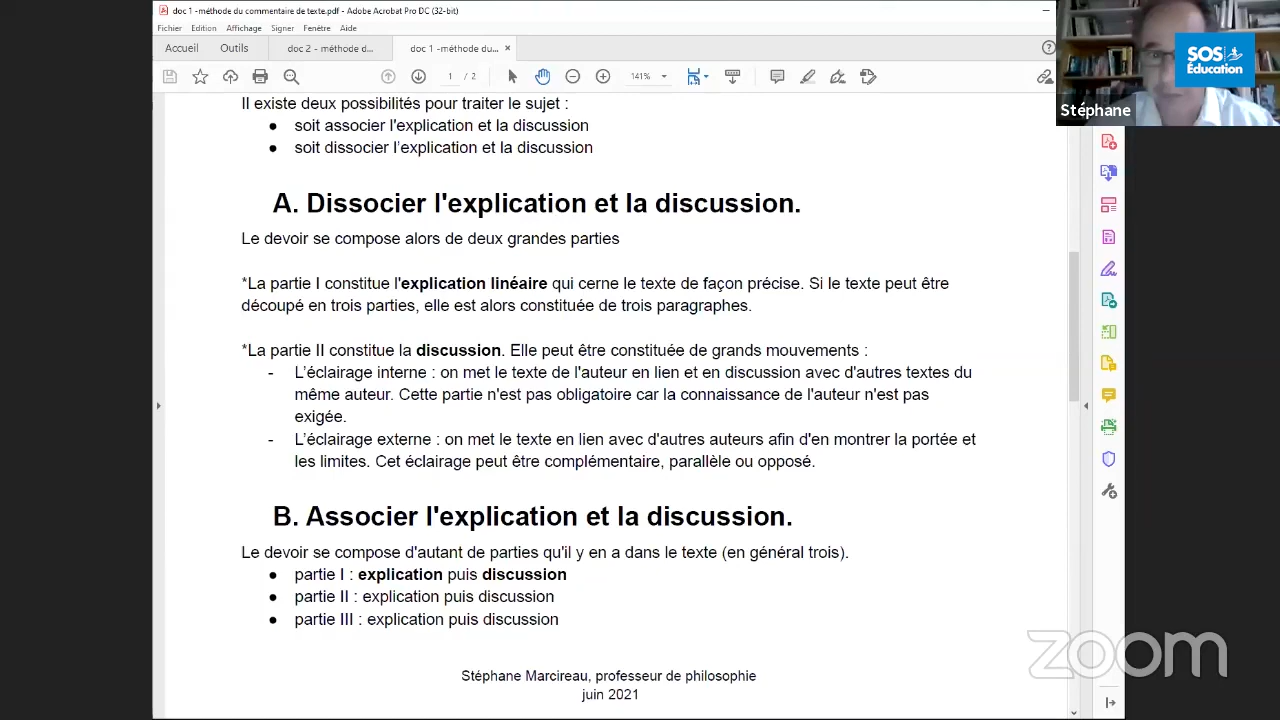 doc 1 -méthode du commentaire de texte.pdf - Adobe Acrobat Pro DC (32-bit)
Fichier Edition Affichage Signer Fenêtre Aide
Accueil Outils doc 2 - méthode d... doc 1 -méthode du... ×
1 / 2 141%
SOS Éducation
Stéphane
Il existe deux possibilités pour traiter le sujet :
● soit associer l'explication et la discussion
● soit dissocier l'explication et la discussion
A. Dissocier l'explication et la discussion.
Le devoir se compose alors de deux grandes parties
*La partie I constitue l'explication linéaire qui cerne le texte de façon précise. Si le texte peut être
découpé en trois parties, elle est alors constituée de trois paragraphes.
*La partie II constitue la discussion. Elle peut être constituée de grands mouvements :
- L'éclairage interne : on met le texte de l'auteur en lien et en discussion avec d'autres textes du
même auteur. Cette partie n'est pas obligatoire car la connaissance de l'auteur n'est pas
exigée.
- L'éclairage externe : on met le texte en lien avec d'autres auteurs afin d'en montrer la portée et
les limites. Cet éclairage peut être complémentaire, parallèle ou opposé.
B. Associer l'explication et la discussion.
Le devoir se compose d'autant de parties qu'il y en a dans le texte (en général trois).
● partie I : explication puis discussion
● partie II : explication puis discussion
● partie III : explication puis discussion
Stéphane Marcireau, professeur de philosophie
juin 2021
zoom